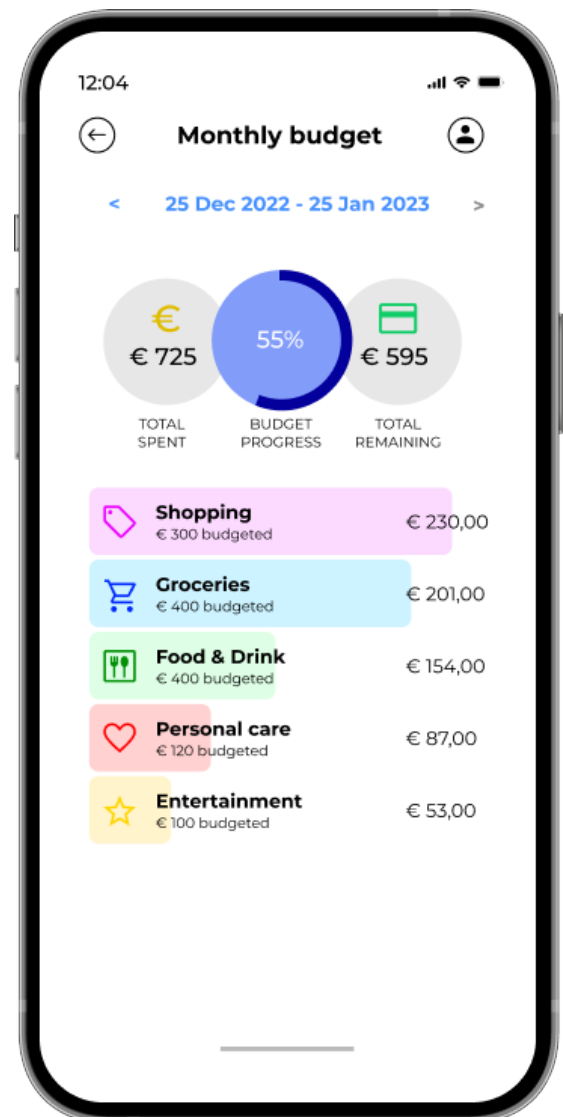 12:04
Monthly budget
< 25 Dec 2022 - 25 Jan 2023 >
€
€ 725
55%
€ 595
TOTAL
SPENT
BUDGET
PROGRESS
TOTAL
REMAINING
Shopping
€ 300 budgeted
€ 230,00
Groceries
€ 400 budgeted
€ 201,00
Food & Drink
€ 400 budgeted
€ 154,00
Personal care
€ 120 budgeted
€ 87,00
Entertainment
€ 100 budgeted
€ 53,00